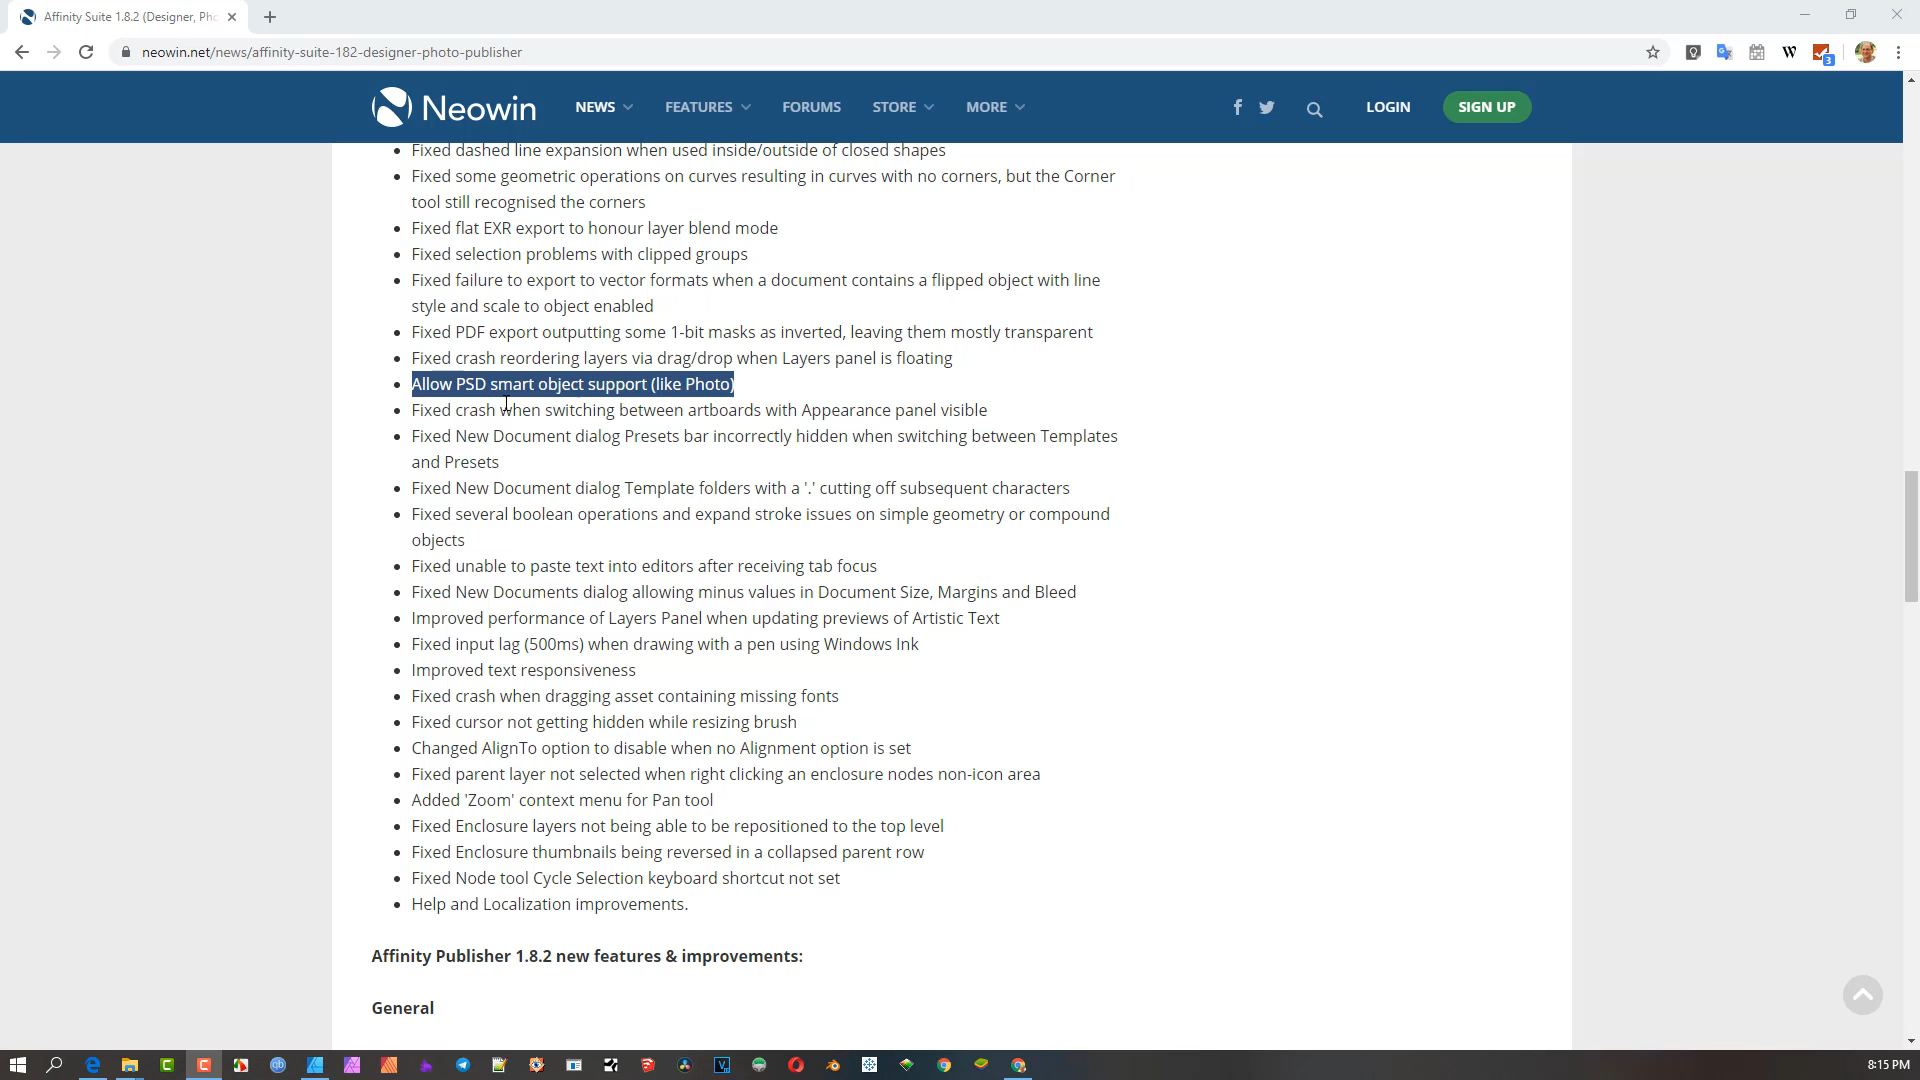 Affinity Suite 1.8.2 (Designer, Pho
neowin.net/news/affinity-suite-182-designer-photo-publisher
3
Neowin
NEWS
FEATURES
FORUMS
STORE
MORE
LOGIN
SIGN UP
Fixed dashed line expansion when used inside/outside of closed shapes
Fixed some geometric operations on curves resulting in curves with no corners, but the Corner
tool still recognised the corners
Fixed flat EXR export to honour layer blend mode
Fixed selection problems with clipped groups
Fixed failure to export to vector formats when a document contains a flipped object with line
style and scale to object enabled
Fixed PDF export outputting some 1-bit masks as inverted, leaving them mostly transparent
Fixed crash reordering layers via drag/drop when Layers panel is floating
Allow PSD smart object support (like Photo)
Fixed crash when switching between artboards with Appearance panel visible
Fixed New Document dialog Presets bar incorrectly hidden when switching between Templates
and Presets
Fixed New Document dialog Template folders with a '.' cutting off subsequent characters
Fixed several boolean operations and expand stroke issues on simple geometry or compound
objects
Fixed unable to paste text into editors after receiving tab focus
Fixed New Documents dialog allowing minus values in Document Size, Margins and Bleed
Improved performance of Layers Panel when updating previews of Artistic Text
Fixed input lag (500ms) when drawing with a pen using Windows Ink
Improved text responsiveness
Fixed crash when dragging asset containing missing fonts
Fixed cursor not getting hidden while resizing brush
Changed AlignTo option to disable when no Alignment option is set
Fixed parent layer not selected when right clicking an enclosure nodes non-icon area
Added 'Zoom' context menu for Pan tool
Fixed Enclosure layers not being able to be repositioned to the top level
Fixed Enclosure thumbnails being reversed in a collapsed parent row
Fixed Node tool Cycle Selection keyboard shortcut not set
Help and Localization improvements.
Affinity Publisher 1.8.2 new features & improvements:
General
8:15 PM